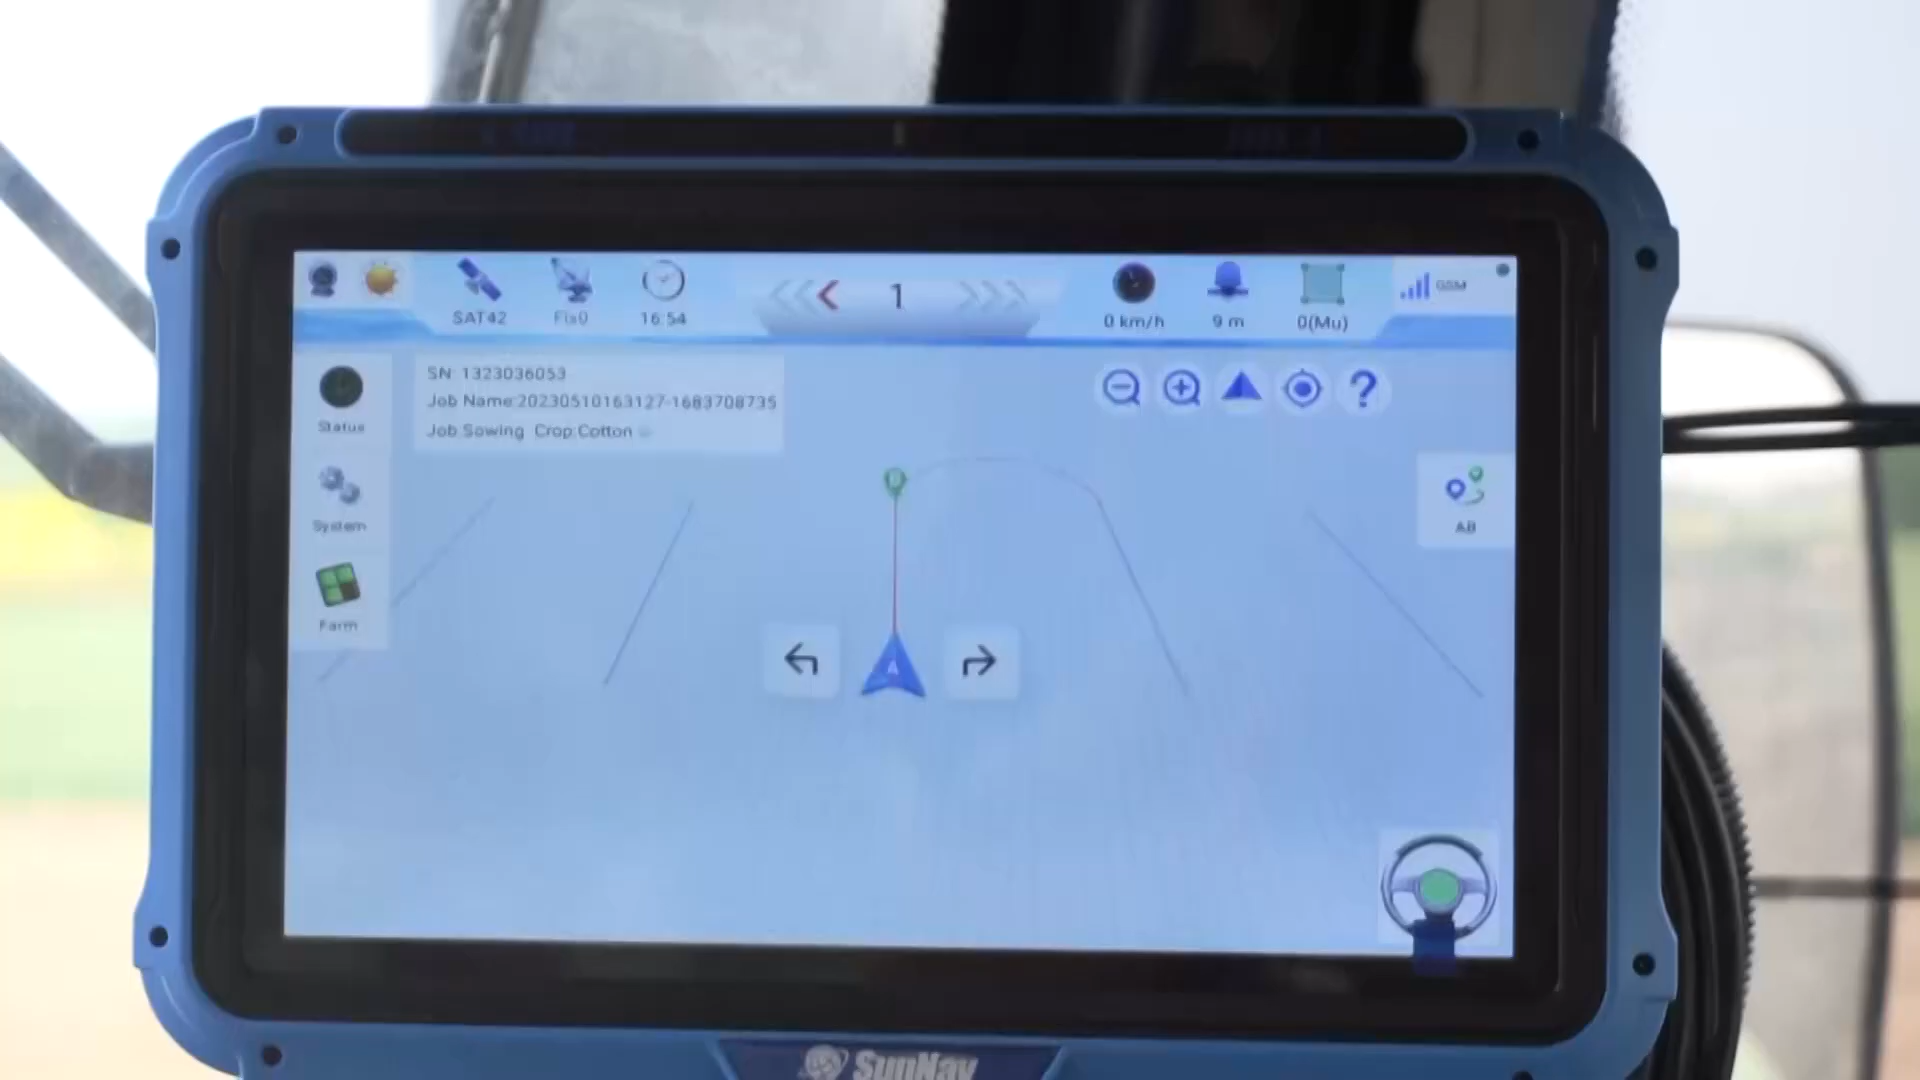 SAT42
Fix0
16:54
1
0 km/h
9 m
0(Mu)
GSM
SN: 1323036053
Job Name:20230510163127-1683708735
Job Sowing Crop:Cotton
Status
System
Farm
AB
A
SunNav